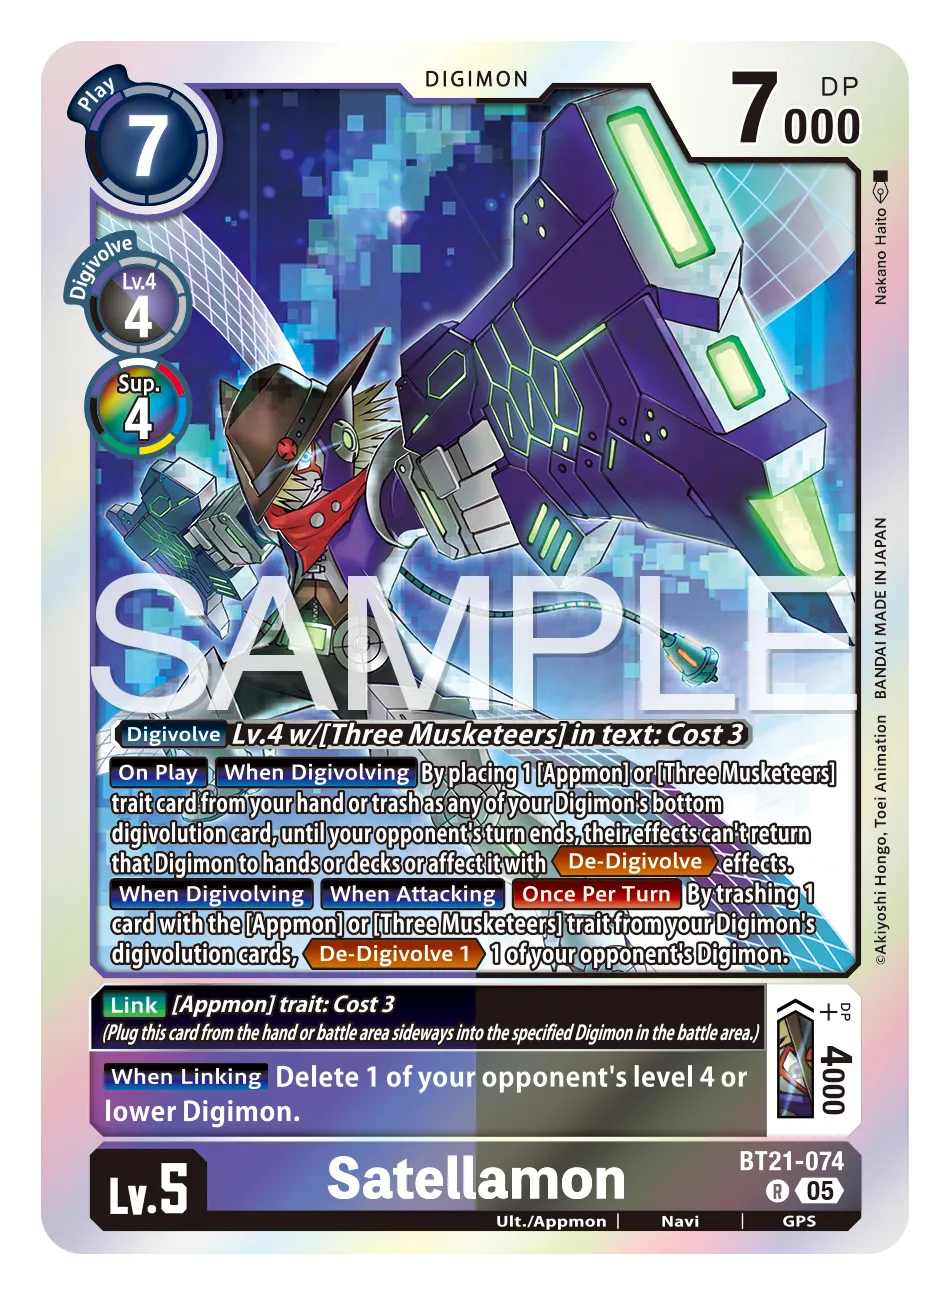 DIGIMON
Play
7
DP
7000
Digivolve
Lv.4
4
Sup.
4
Nakano Haito
SAMPLE
Digivolve Lv.4 w/[Three Musketeers] in text: Cost 3
On Play When Digivolving By placing 1 [Appmon] or [Three Musketeers]
trait card from your hand or trash as any of your Digimon's bottom
digivolution card, until your opponent's turn ends, their effects can't return
that Digimon to hands or decks or affect it with De-Digivolve effects.
When Digivolving When Attacking Once Per Turn By trashing 1
card with the [Appmon] or [Three Musketeers] trait from your Digimon's
digivolution cards, De-Digivolve 1 1 of your opponent's Digimon.
©Akiyoshi Hongo, Toei Animation BANDAI MADE IN JAPAN
Link [Appmon] trait: Cost 3
(Plug this card from the hand or battle area sideways into the specified Digimon in the battle area.)
When Linking Delete 1 of your opponent's level 4 or
lower Digimon.
DP
+4000
Lv.5
Satellamon
BT21-074
R 05
Ult./Appmon | Navi | GPS